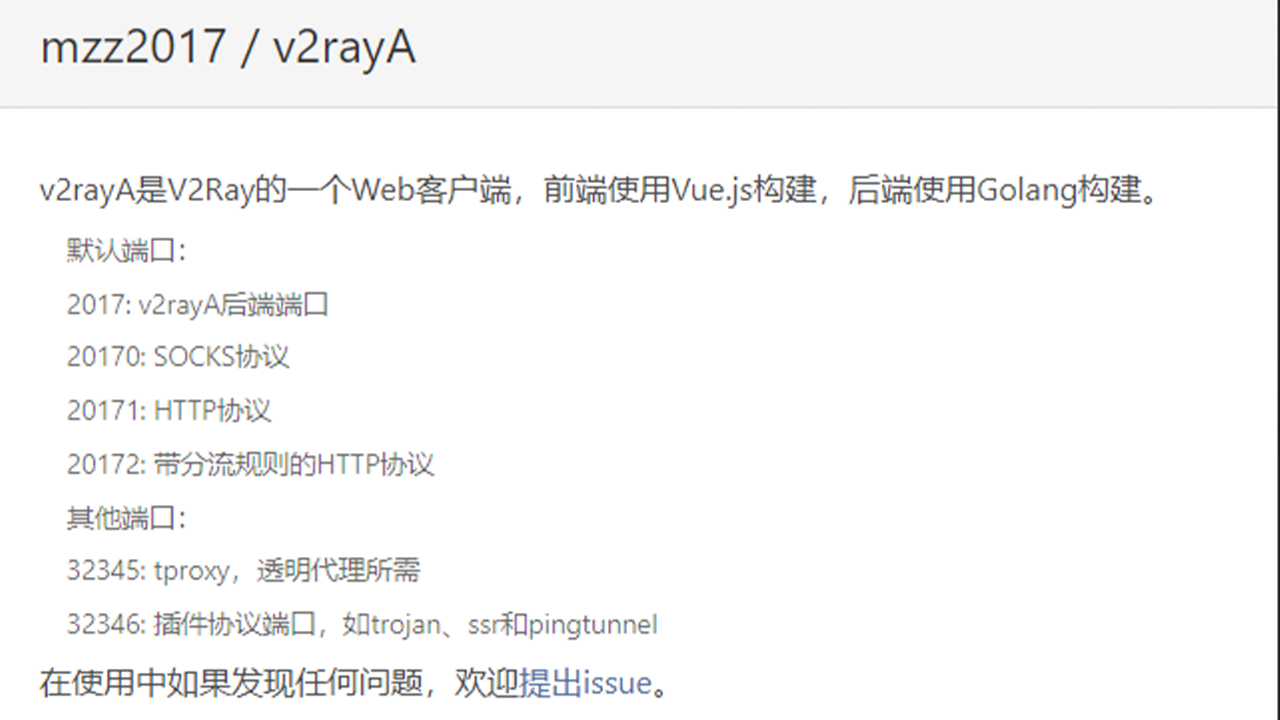 mzz2017 / v2rayA
v2rayA是V2Ray的一个Web客户端，前端使用Vue.js构建，后端使用Golang构建。
默认端口：
2017: v2rayA后端端口
20170: SOCKS协议
20171: HTTP协议
20172: 带分流规则的HTTP协议
其他端口：
32345: tproxy，透明代理所需
32346: 插件协议端口，如trojan、ssr和pingtunnel
在使用中如果发现任何问题，欢迎提出issue。